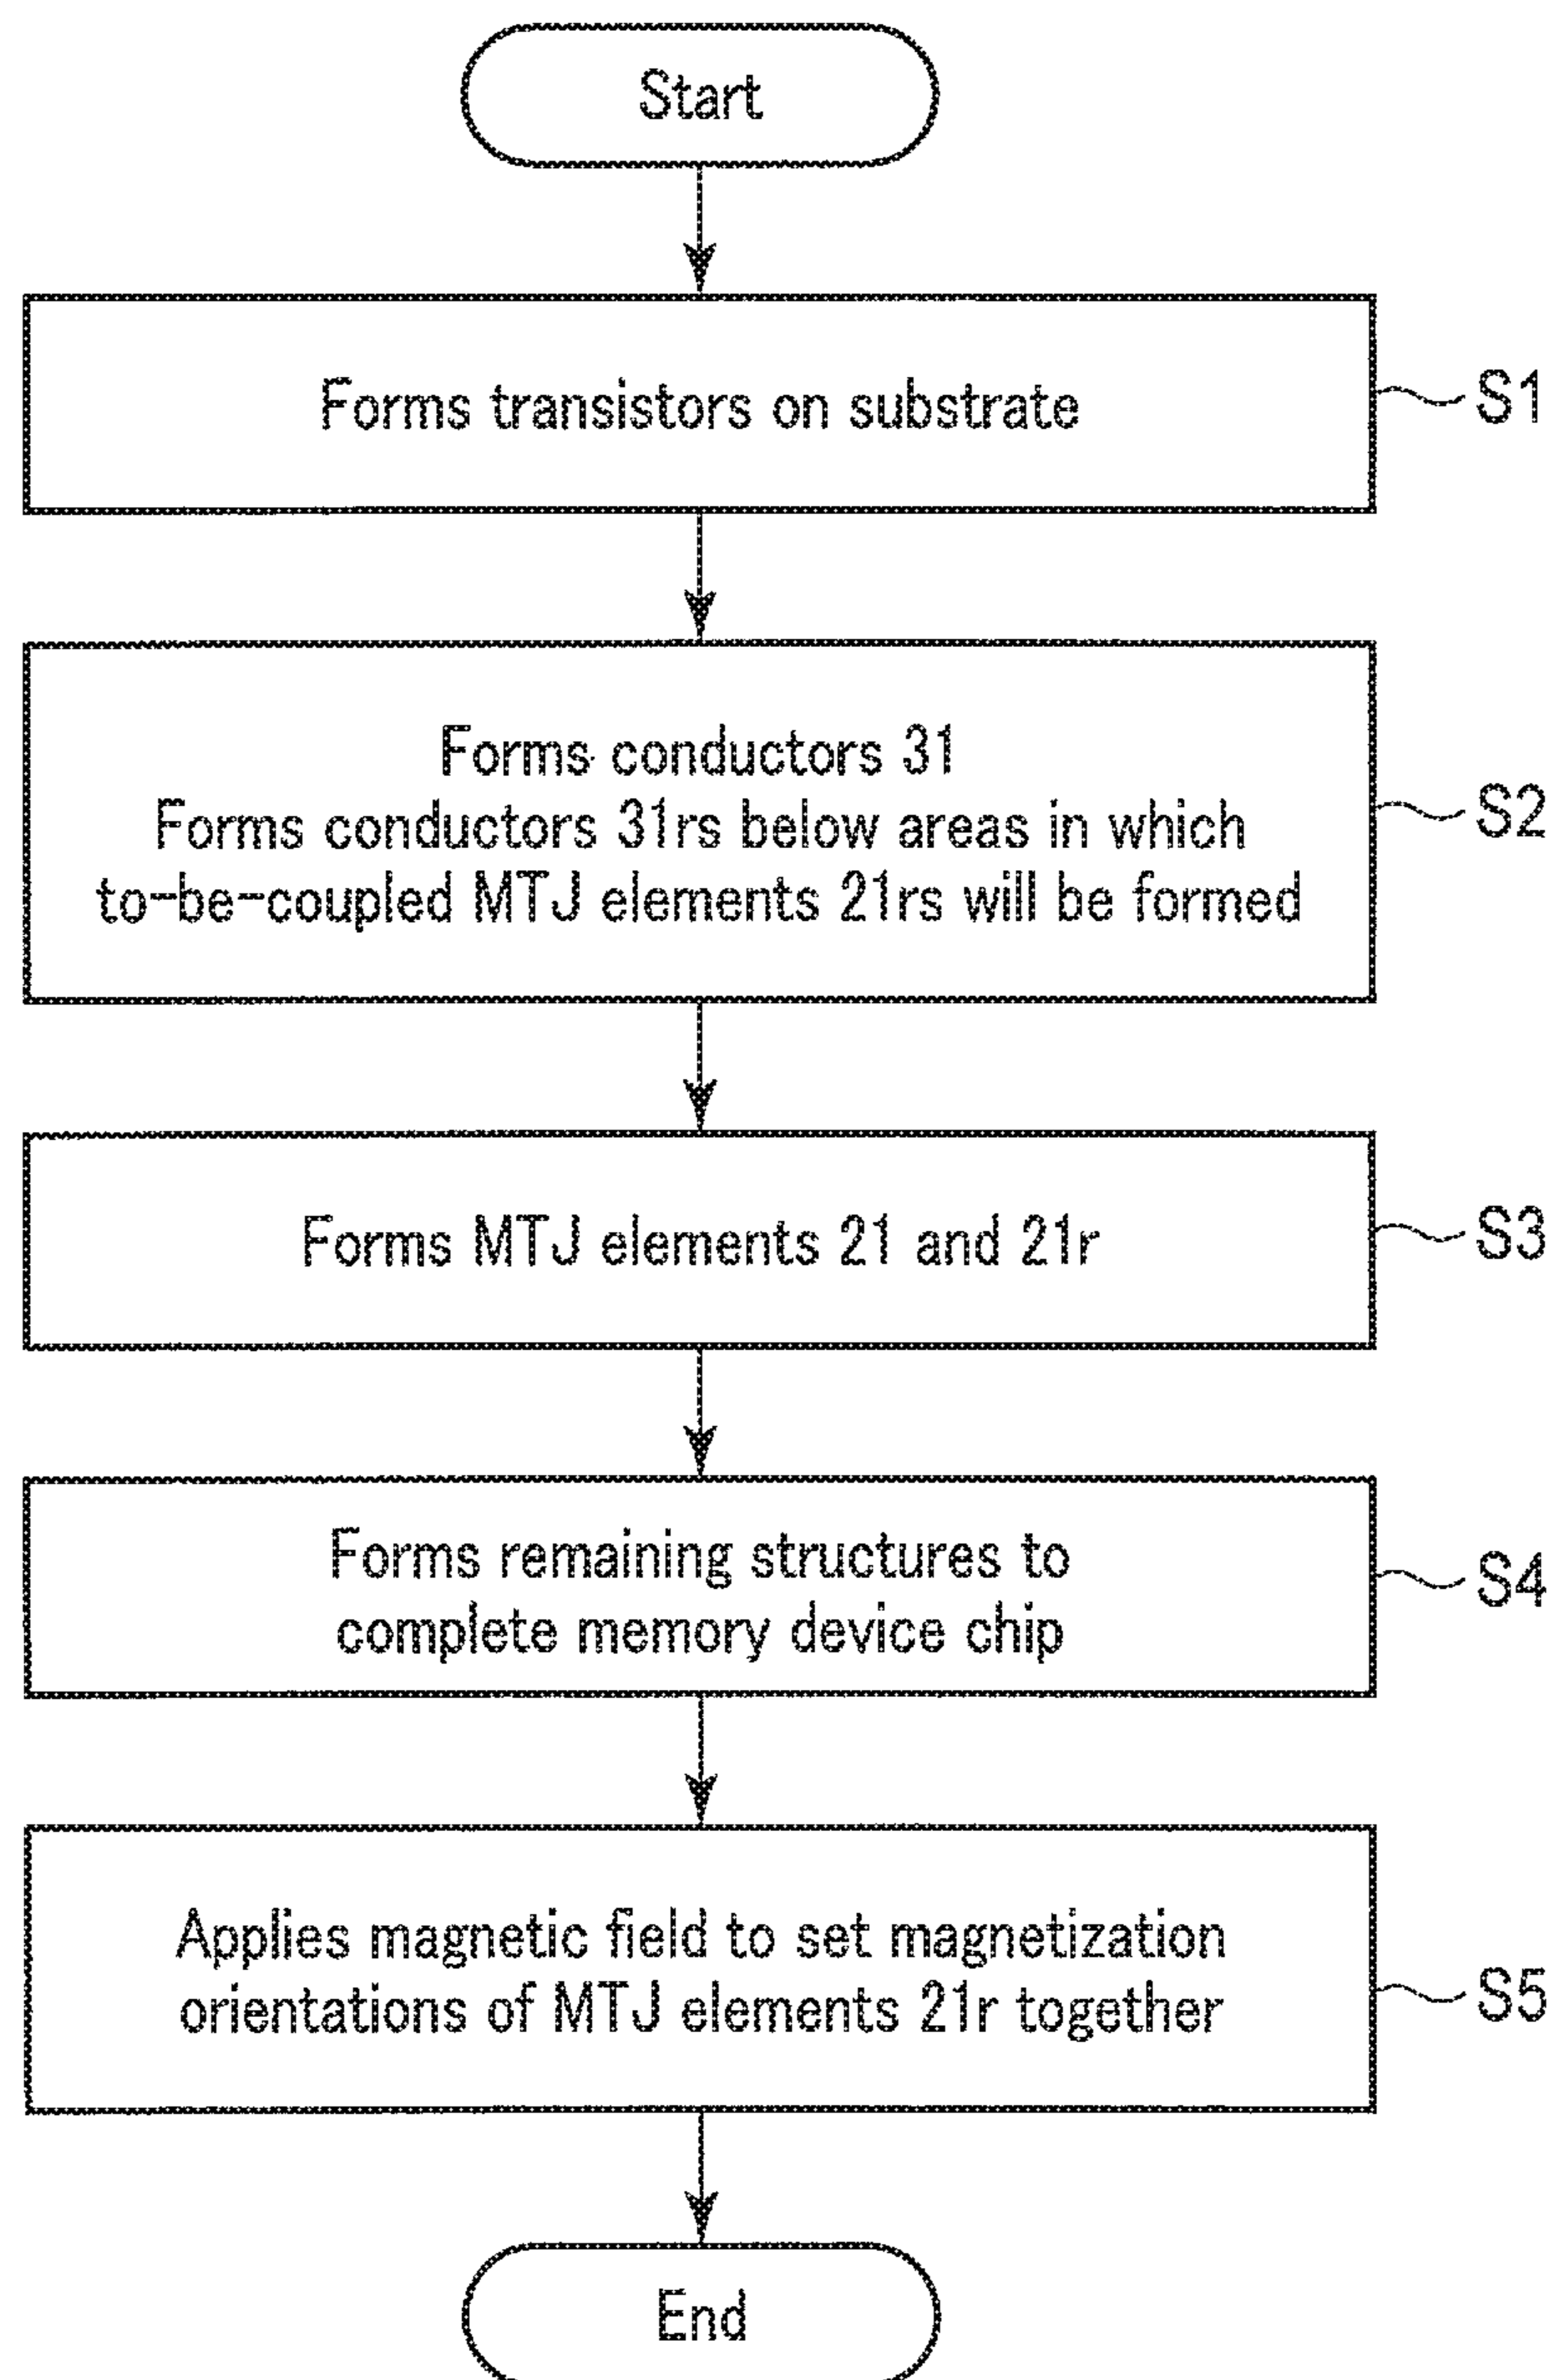 Start
Forms transistors on substrate
S1
Forms conductors 31
Forms conductors 31rs below areas in which
to-be-coupled MTJ elements 21rs will be formed
S2
Forms MTJ elements 21 and 21r
S3
Forms remaining structures to
complete memory device chip
S4
Applies magnetic field to set magnetization
orientations of MTJ elements 21r together
S5
End